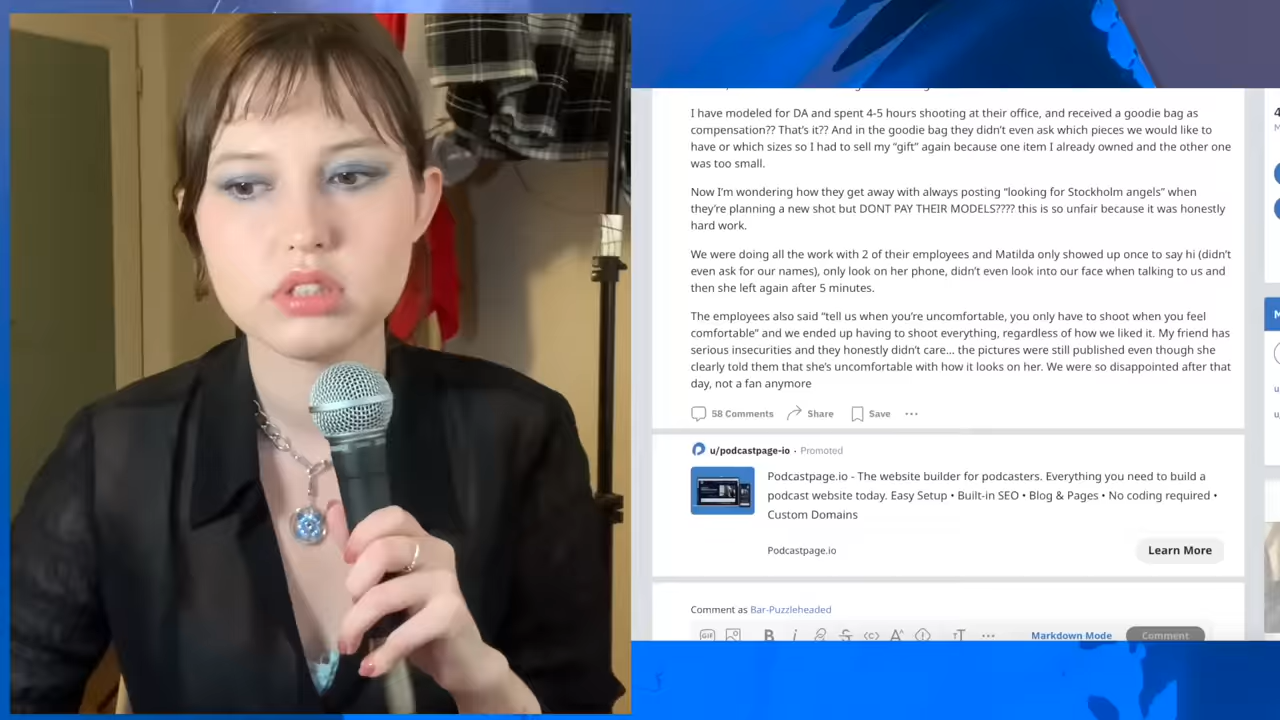 I have modeled for DA and spent 4-5 hours shooting at their office, and received a goodie bag as
compensation?? That's it?? And in the goodie bag they didn't even ask which pieces we would like to
have or which sizes so I had to sell my “gift” again because one item I already owned and the other one
was too small.
Now I'm wondering how they get away with always posting “looking for Stockholm angels” when
they're planning a new shot but DONT PAY THEIR MODELS???? this is so unfair because it was honestly
hard work.
We were doing all the work with 2 of their employees and Matilda only showed up once to say hi (didn't
even ask for our names), only look on her phone, didn't even look into our face when talking to us and
then she left again after 5 minutes.
The employees also said “tell us when you're uncomfortable, you only have to shoot when you feel
comfortable” and we ended up having to shoot everything, regardless of how we liked it. My friend has
serious insecurities and they honestly didn't care... the pictures were still published even though she
clearly told them that she's uncomfortable with how it looks on her. We were so disappointed after that
day, not a fan anymore
58 Comments Share Save
u/podcastpage-io · Promoted
Podcastpage.io - The website builder for podcasters. Everything you need to build a
podcast website today. Easy Setup • Built-in SEO • Blog & Pages • No coding required •
Custom Domains
Podcastpage.io
Learn More
Comment as Bar-Puzzleheaded
GIF B i S <c> A T Markdown Mode Comment